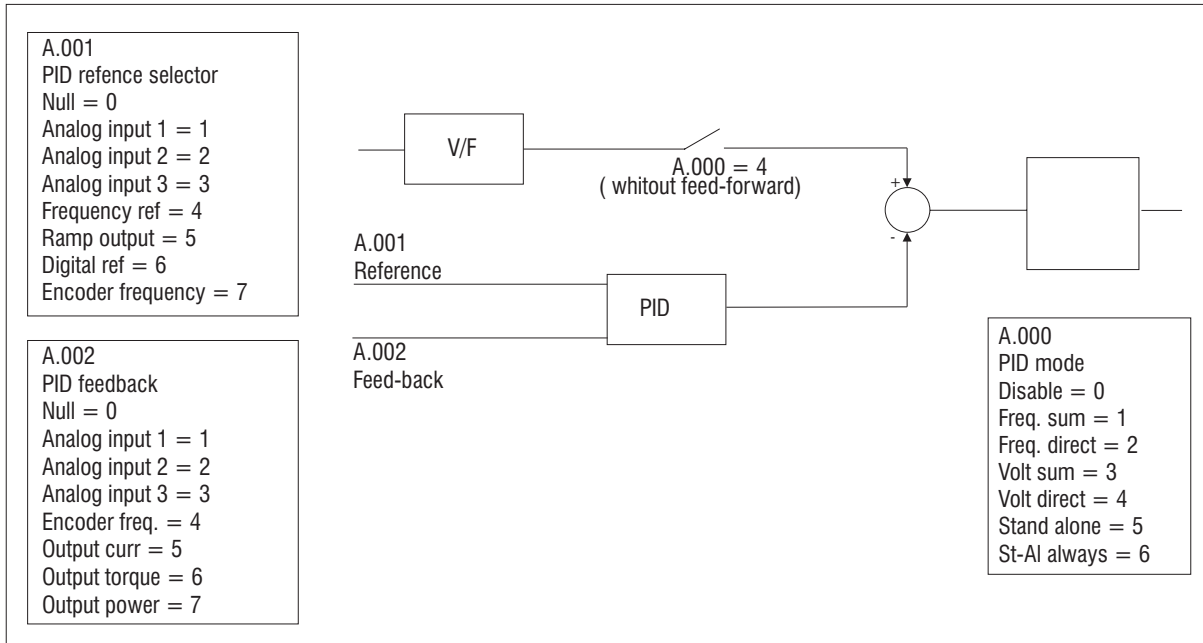 A.001
PID refence selector
Null = 0
Analog input 1 = 1
Analog input 2 = 2
Analog input 3 = 3
Frequency ref = 4
Ramp output = 5
Digital ref = 6
Encoder frequency = 7
A.002
PID feedback
Null = 0
Analog input 1 = 1
Analog input 2 = 2
Analog input 3 = 3
Encoder freq. = 4
Output curr = 5
Output torque = 6
Output power = 7
V/F
A.000 = 4
( whitout feed-forward)
+
-
A.001
Reference
PID
A.002
Feed-back
A.000
PID mode
Disable = 0
Freq. sum = 1
Freq. direct = 2
Volt sum = 3
Volt direct = 4
Stand alone = 5
St-Al always = 6